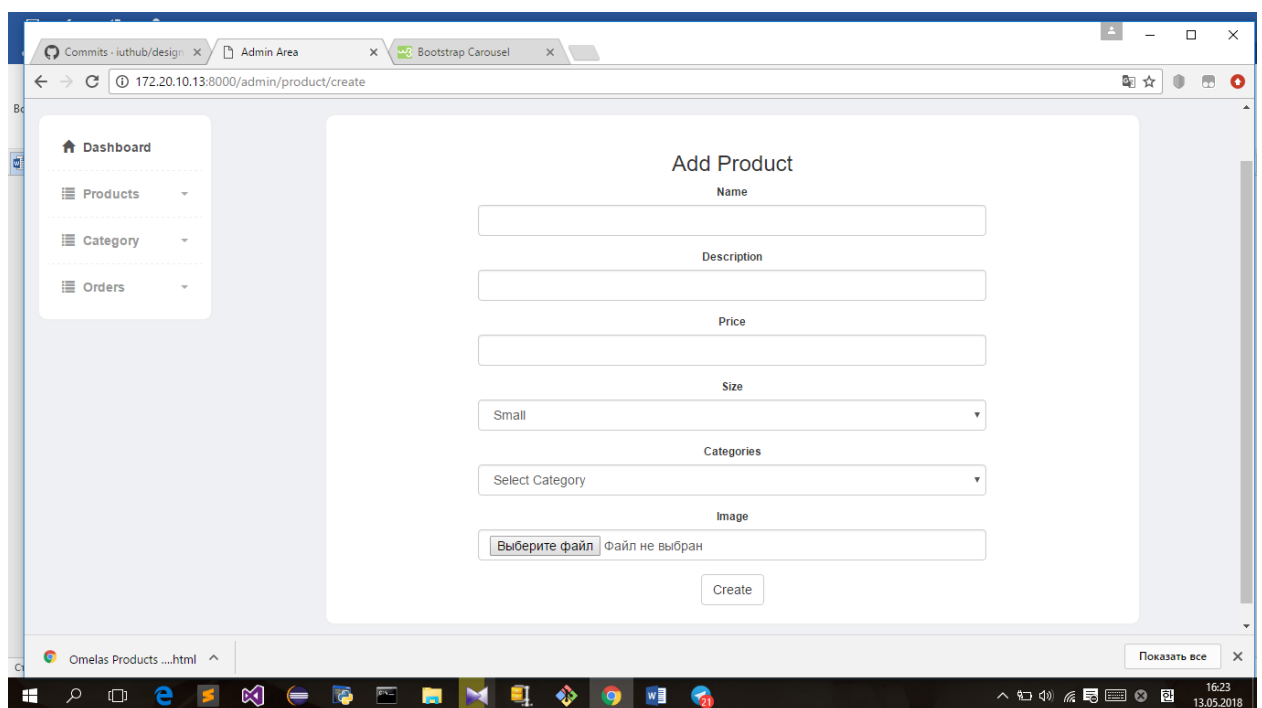 Commits · iuthub/design
Admin Area
Bootstrap Carousel
172.20.10.13:8000/admin/product/create
Dashboard
Products
Category
Orders
Add Product
Name
Description
Price
Size
Small
Categories
Select Category
Image
Выберите файл Файл не выбран
Create
Omelas Products ....html
Показать все
21
한
16:23
13.05.2018